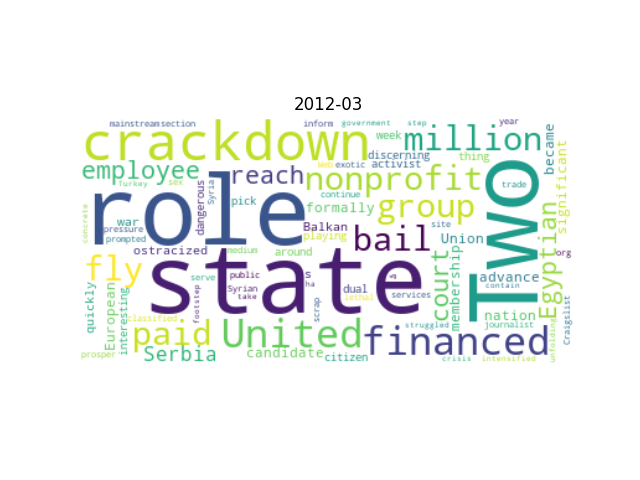 2012-03
mainstream section inform government step year
crackdown week million became
employee discerning activist thing significant
Turkey sex dangerous Syria reach web exotic nonprofit
role pick continue formally group trade Two
concrete war pressure prompted Balkan playing bail site Egyptian
ostracized medium around Union court membership org
fly state serve public Syrian take dual lethal services advance contain
quickly European interesting classified footstep scrap struggled nation journalist Craigslist
paid United financed
prosper Serbia candidate citizen crisis intensified unfolding